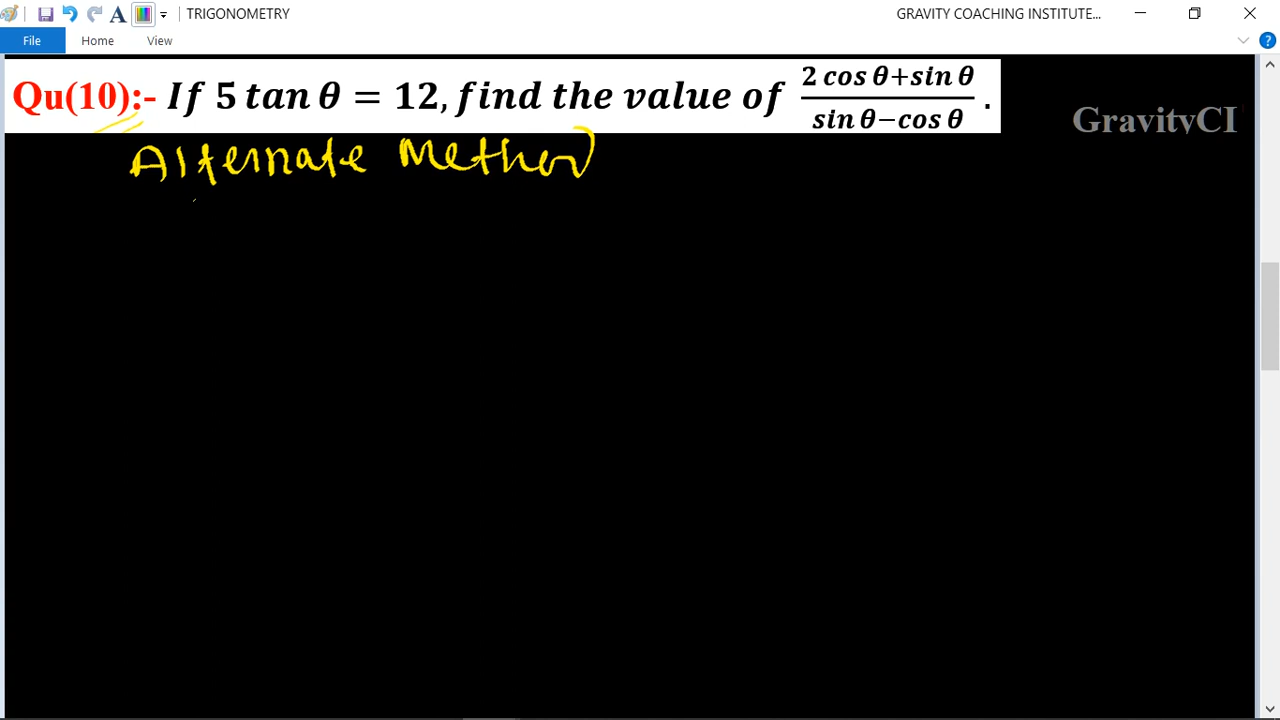 TRIGONOMETRY
GRAVITY COACHING INSTITUTE...
File Home View
Qu(10):- If 5 tan θ = 12, find the value of (2 cos θ+sin θ)/(sin θ−cos θ) .
GravityCI
Alternate Method